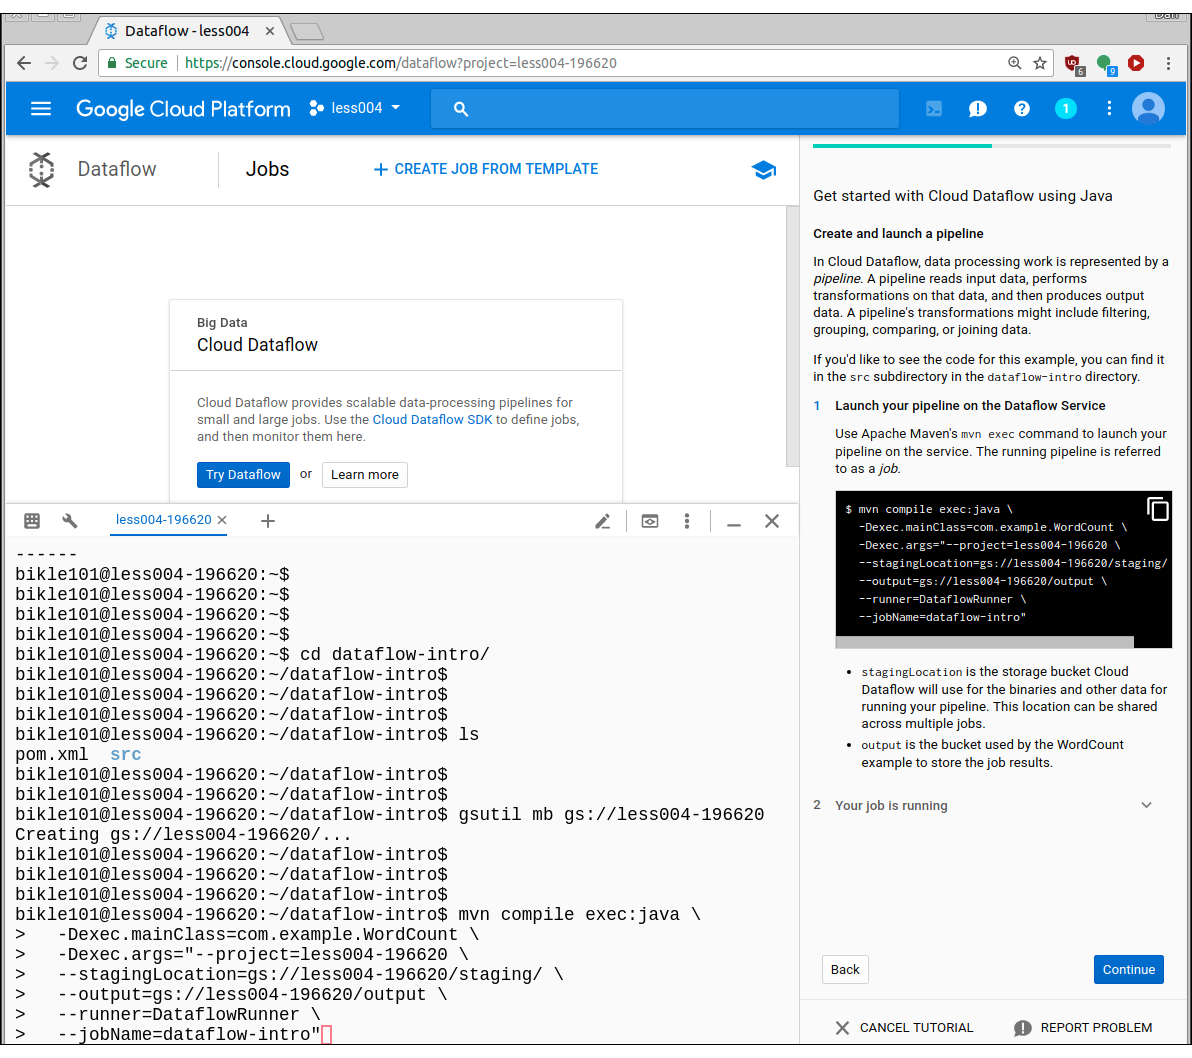 Dan
Dataflow - less004
Secure
https://console.cloud.google.com/dataflow?project=less004-196620
6
9
Google Cloud Platform
less004
1
Dataflow
Jobs
CREATE JOB FROM TEMPLATE
Big Data
Cloud Dataflow
Cloud Dataflow provides scalable data-processing pipelines for
small and large jobs. Use the Cloud Dataflow SDK to define jobs,
and then monitor them here.
Try Dataflow or Learn more
less004-196620
------
bikle101@less004-196620:~$
bikle101@less004-196620:~$
bikle101@less004-196620:~$
bikle101@less004-196620:~$
bikle101@less004-196620:~$ cd dataflow-intro/
bikle101@less004-196620:~/dataflow-intro$
bikle101@less004-196620:~/dataflow-intro$
bikle101@less004-196620:~/dataflow-intro$
bikle101@less004-196620:~/dataflow-intro$ ls
pom.xml  src
bikle101@less004-196620:~/dataflow-intro$
bikle101@less004-196620:~/dataflow-intro$
bikle101@less004-196620:~/dataflow-intro$ gsutil mb gs://less004-196620
Creating gs://less004-196620/...
bikle101@less004-196620:~/dataflow-intro$
bikle101@less004-196620:~/dataflow-intro$
bikle101@less004-196620:~/dataflow-intro$
bikle101@less004-196620:~/dataflow-intro$ mvn compile exec:java \
>   -Dexec.mainClass=com.example.WordCount \
>   -Dexec.args="--project=less004-196620 \
>   --stagingLocation=gs://less004-196620/staging/ \
>   --output=gs://less004-196620/output \
>   --runner=DataflowRunner \
>   --jobName=dataflow-intro"
Get started with Cloud Dataflow using Java
Create and launch a pipeline
In Cloud Dataflow, data processing work is represented by a
pipeline. A pipeline reads input data, performs
transformations on that data, and then produces output
data. A pipeline's transformations might include filtering,
grouping, comparing, or joining data.
If you'd like to see the code for this example, you can find it
in the src subdirectory in the dataflow-intro directory.
1 Launch your pipeline on the Dataflow Service
Use Apache Maven's mvn exec command to launch your
pipeline on the service. The running pipeline is referred
to as a job.
$ mvn compile exec:java \
-Dexec.mainClass=com.example.WordCount \
-Dexec.args="--project=less004-196620 \
--stagingLocation=gs://less004-196620/staging/
--output=gs://less004-196620/output \
--runner=DataflowRunner \
--jobName=dataflow-intro"
• stagingLocation is the storage bucket Cloud
Dataflow will use for the binaries and other data for
running your pipeline. This location can be shared
across multiple jobs.
• output is the bucket used by the WordCount
example to store the job results.
2 Your job is running
Back
Continue
CANCEL TUTORIAL
REPORT PROBLEM